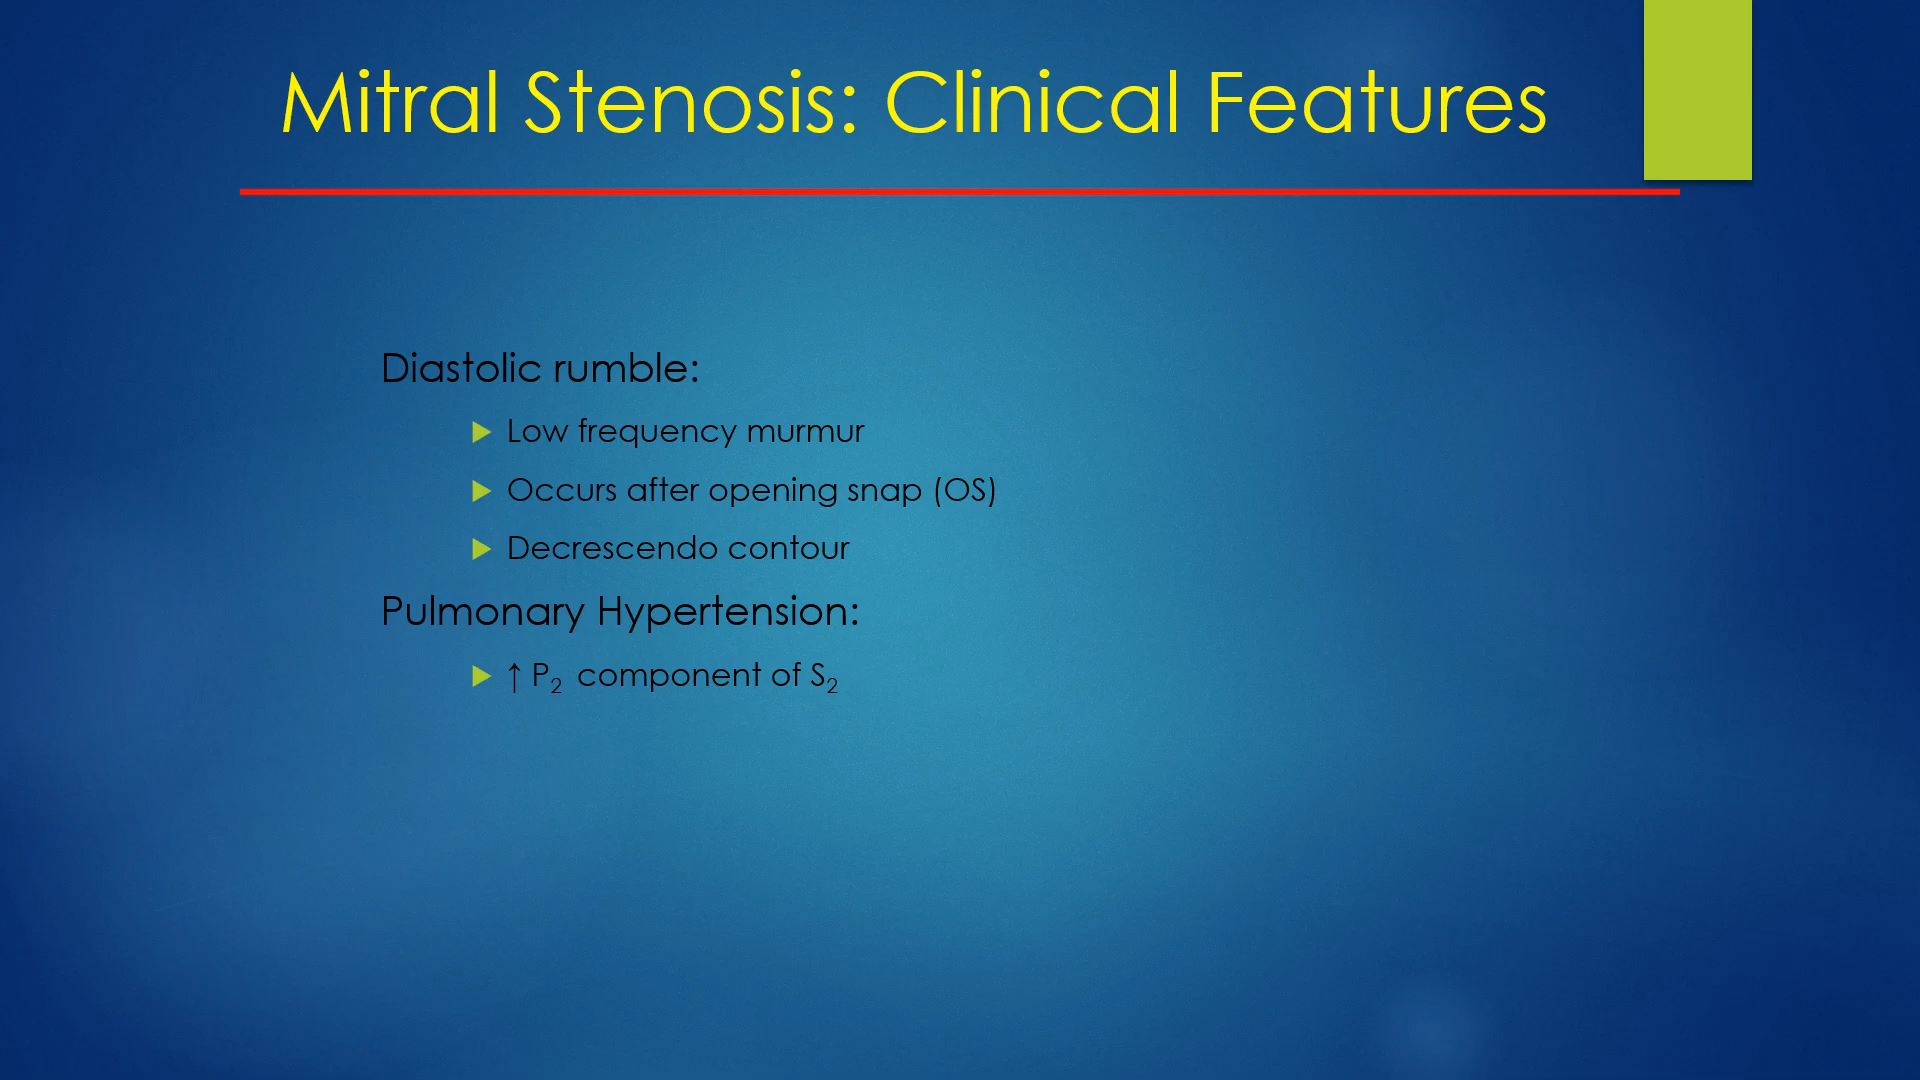 Mitral Stenosis: Clinical Features
Diastolic rumble:
Low frequency murmur
Occurs after opening snap (OS)
Decrescendo contour
Pulmonary Hypertension:
↑ P₂ component of S₂